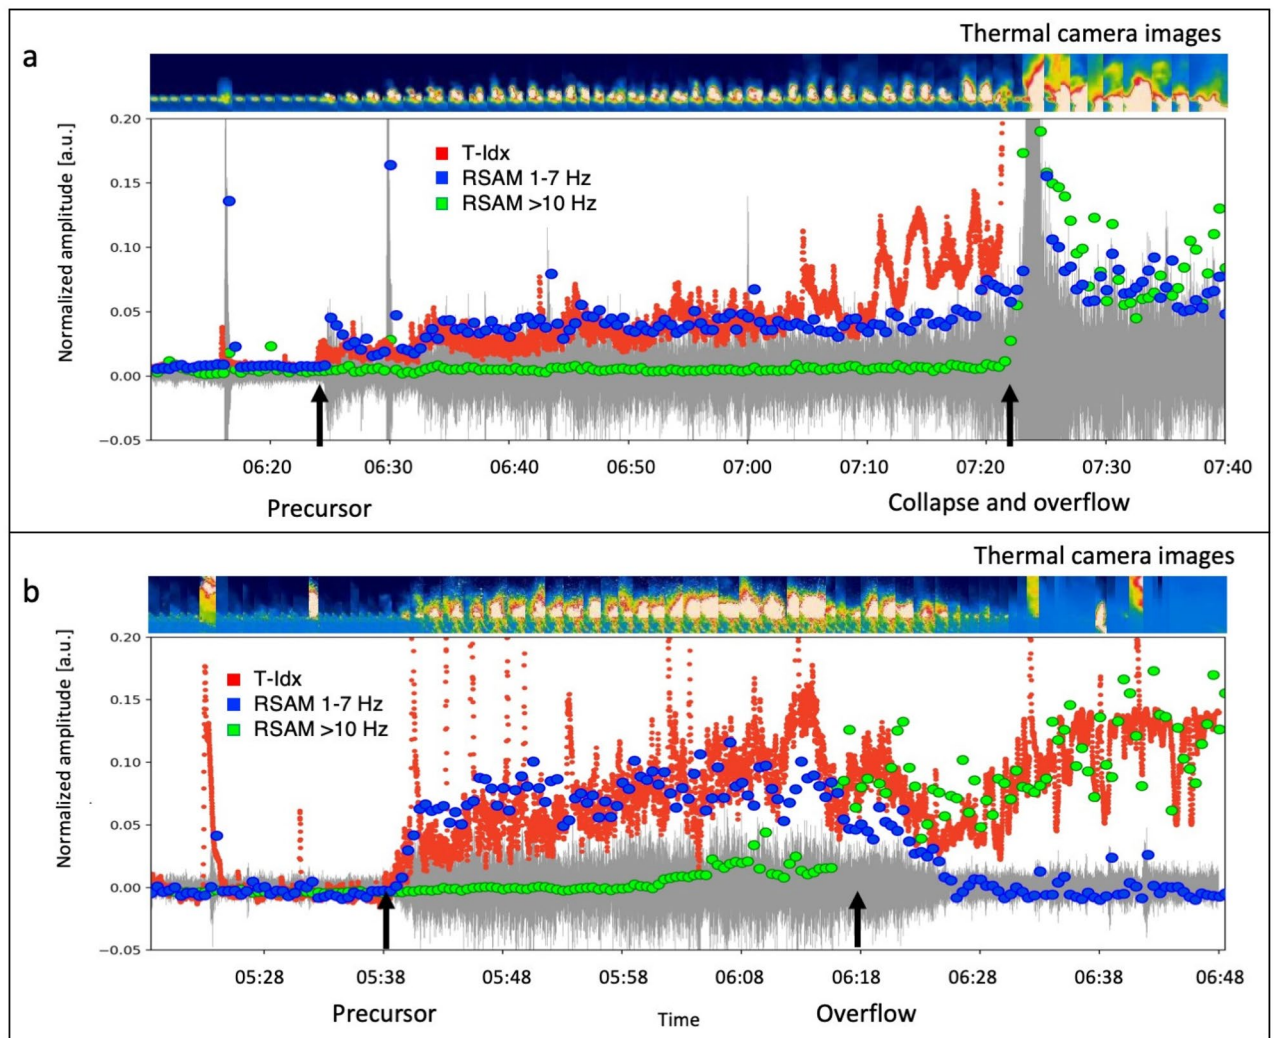 Thermal camera images
a
0.20
0.15
0.10
0.05
0.00
−0.05
Normalized amplitude [a.u.]
T-Idx
RSAM 1-7 Hz
RSAM >10 Hz
06:20 06:30 06:40 06:50 07:00 07:10 07:20 07:30 07:40
Precursor Collapse and overflow
Thermal camera images
b
0.20
0.15
0.10
0.05
0.00
−0.05
Normalized amplitude [a.u.]
T-Idx
RSAM 1-7 Hz
RSAM >10 Hz
05:28 05:38 05:48 05:58 06:08 06:18 06:28 06:38 06:48
Precursor Time Overflow